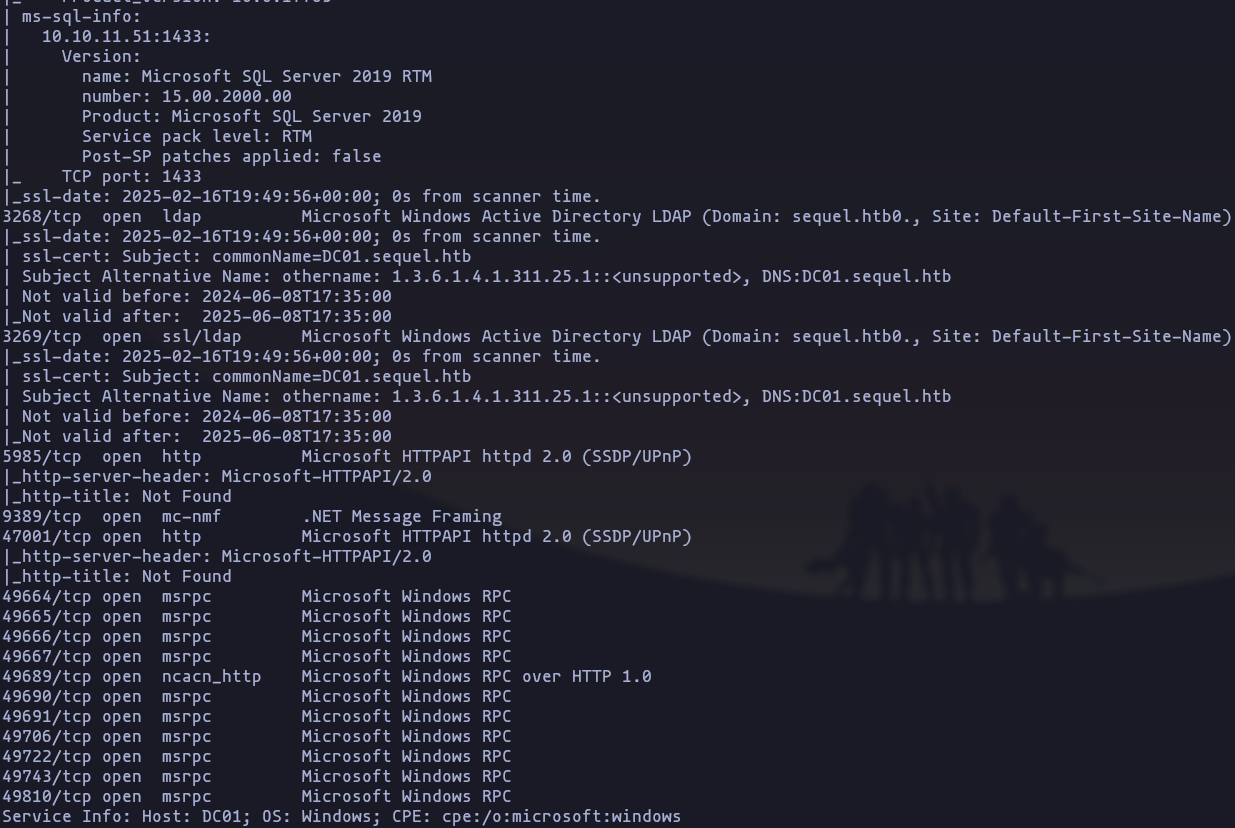 | ms-sql-info:
|   10.10.11.51:1433:
|     Version:
|       name: Microsoft SQL Server 2019 RTM
|       number: 15.00.2000.00
|       Product: Microsoft SQL Server 2019
|       Service pack level: RTM
|       Post-SP patches applied: false
|_    TCP port: 1433
|_ssl-date: 2025-02-16T19:49:56+00:00; 0s from scanner time.
3268/tcp  open  ldap          Microsoft Windows Active Directory LDAP (Domain: sequel.htb0., Site: Default-First-Site-Name)
|_ssl-date: 2025-02-16T19:49:56+00:00; 0s from scanner time.
| ssl-cert: Subject: commonName=DC01.sequel.htb
| Subject Alternative Name: othername: 1.3.6.1.4.1.311.25.1::<unsupported>, DNS:DC01.sequel.htb
| Not valid before: 2024-06-08T17:35:00
|_Not valid after:  2025-06-08T17:35:00
3269/tcp  open  ssl/ldap      Microsoft Windows Active Directory LDAP (Domain: sequel.htb0., Site: Default-First-Site-Name)
|_ssl-date: 2025-02-16T19:49:56+00:00; 0s from scanner time.
| ssl-cert: Subject: commonName=DC01.sequel.htb
| Subject Alternative Name: othername: 1.3.6.1.4.1.311.25.1::<unsupported>, DNS:DC01.sequel.htb
| Not valid before: 2024-06-08T17:35:00
|_Not valid after:  2025-06-08T17:35:00
5985/tcp  open  http          Microsoft HTTPAPI httpd 2.0 (SSDP/UPnP)
|_http-server-header: Microsoft-HTTPAPI/2.0
|_http-title: Not Found
9389/tcp  open  mc-nmf        .NET Message Framing
47001/tcp open  http          Microsoft HTTPAPI httpd 2.0 (SSDP/UPnP)
|_http-server-header: Microsoft-HTTPAPI/2.0
|_http-title: Not Found
49664/tcp open  msrpc         Microsoft Windows RPC
49665/tcp open  msrpc         Microsoft Windows RPC
49666/tcp open  msrpc         Microsoft Windows RPC
49667/tcp open  msrpc         Microsoft Windows RPC
49689/tcp open  ncacn_http    Microsoft Windows RPC over HTTP 1.0
49690/tcp open  msrpc         Microsoft Windows RPC
49691/tcp open  msrpc         Microsoft Windows RPC
49706/tcp open  msrpc         Microsoft Windows RPC
49722/tcp open  msrpc         Microsoft Windows RPC
49743/tcp open  msrpc         Microsoft Windows RPC
49810/tcp open  msrpc         Microsoft Windows RPC
Service Info: Host: DC01; OS: Windows; CPE: cpe:/o:microsoft:windows